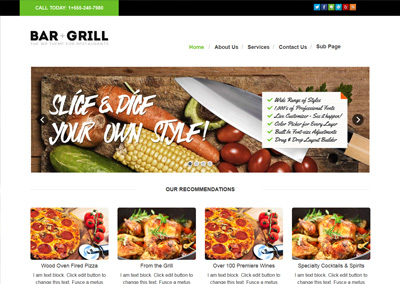 CALL TODAY: 1+555-240-7680
BAR + GRILL
Home / About Us / Services / Contact Us / Sub Page
SLICE & DICE
YOUR OWN STYLE!
Wide Range of Styles
1,000's of Professional Fonts
Live Customizer - See it happen!
Color Picker for Every Layer
Built In Font-size Adjustments
Drag & Drop Layout Builder
OUR RECOMMENDATIONS
Wood Oven Fired Pizza
I am text block. Click edit button to change this text. Fusce a metus
From the Grill
I am text block. Click edit button to change this text. Fusce a metus
Over 100 Premiere Wines
I am text block. Click edit button to change this text. Fusce a metus
Specialty Cocktails & Spirits
I am text block. Click edit button to change this text. Fusce a metus